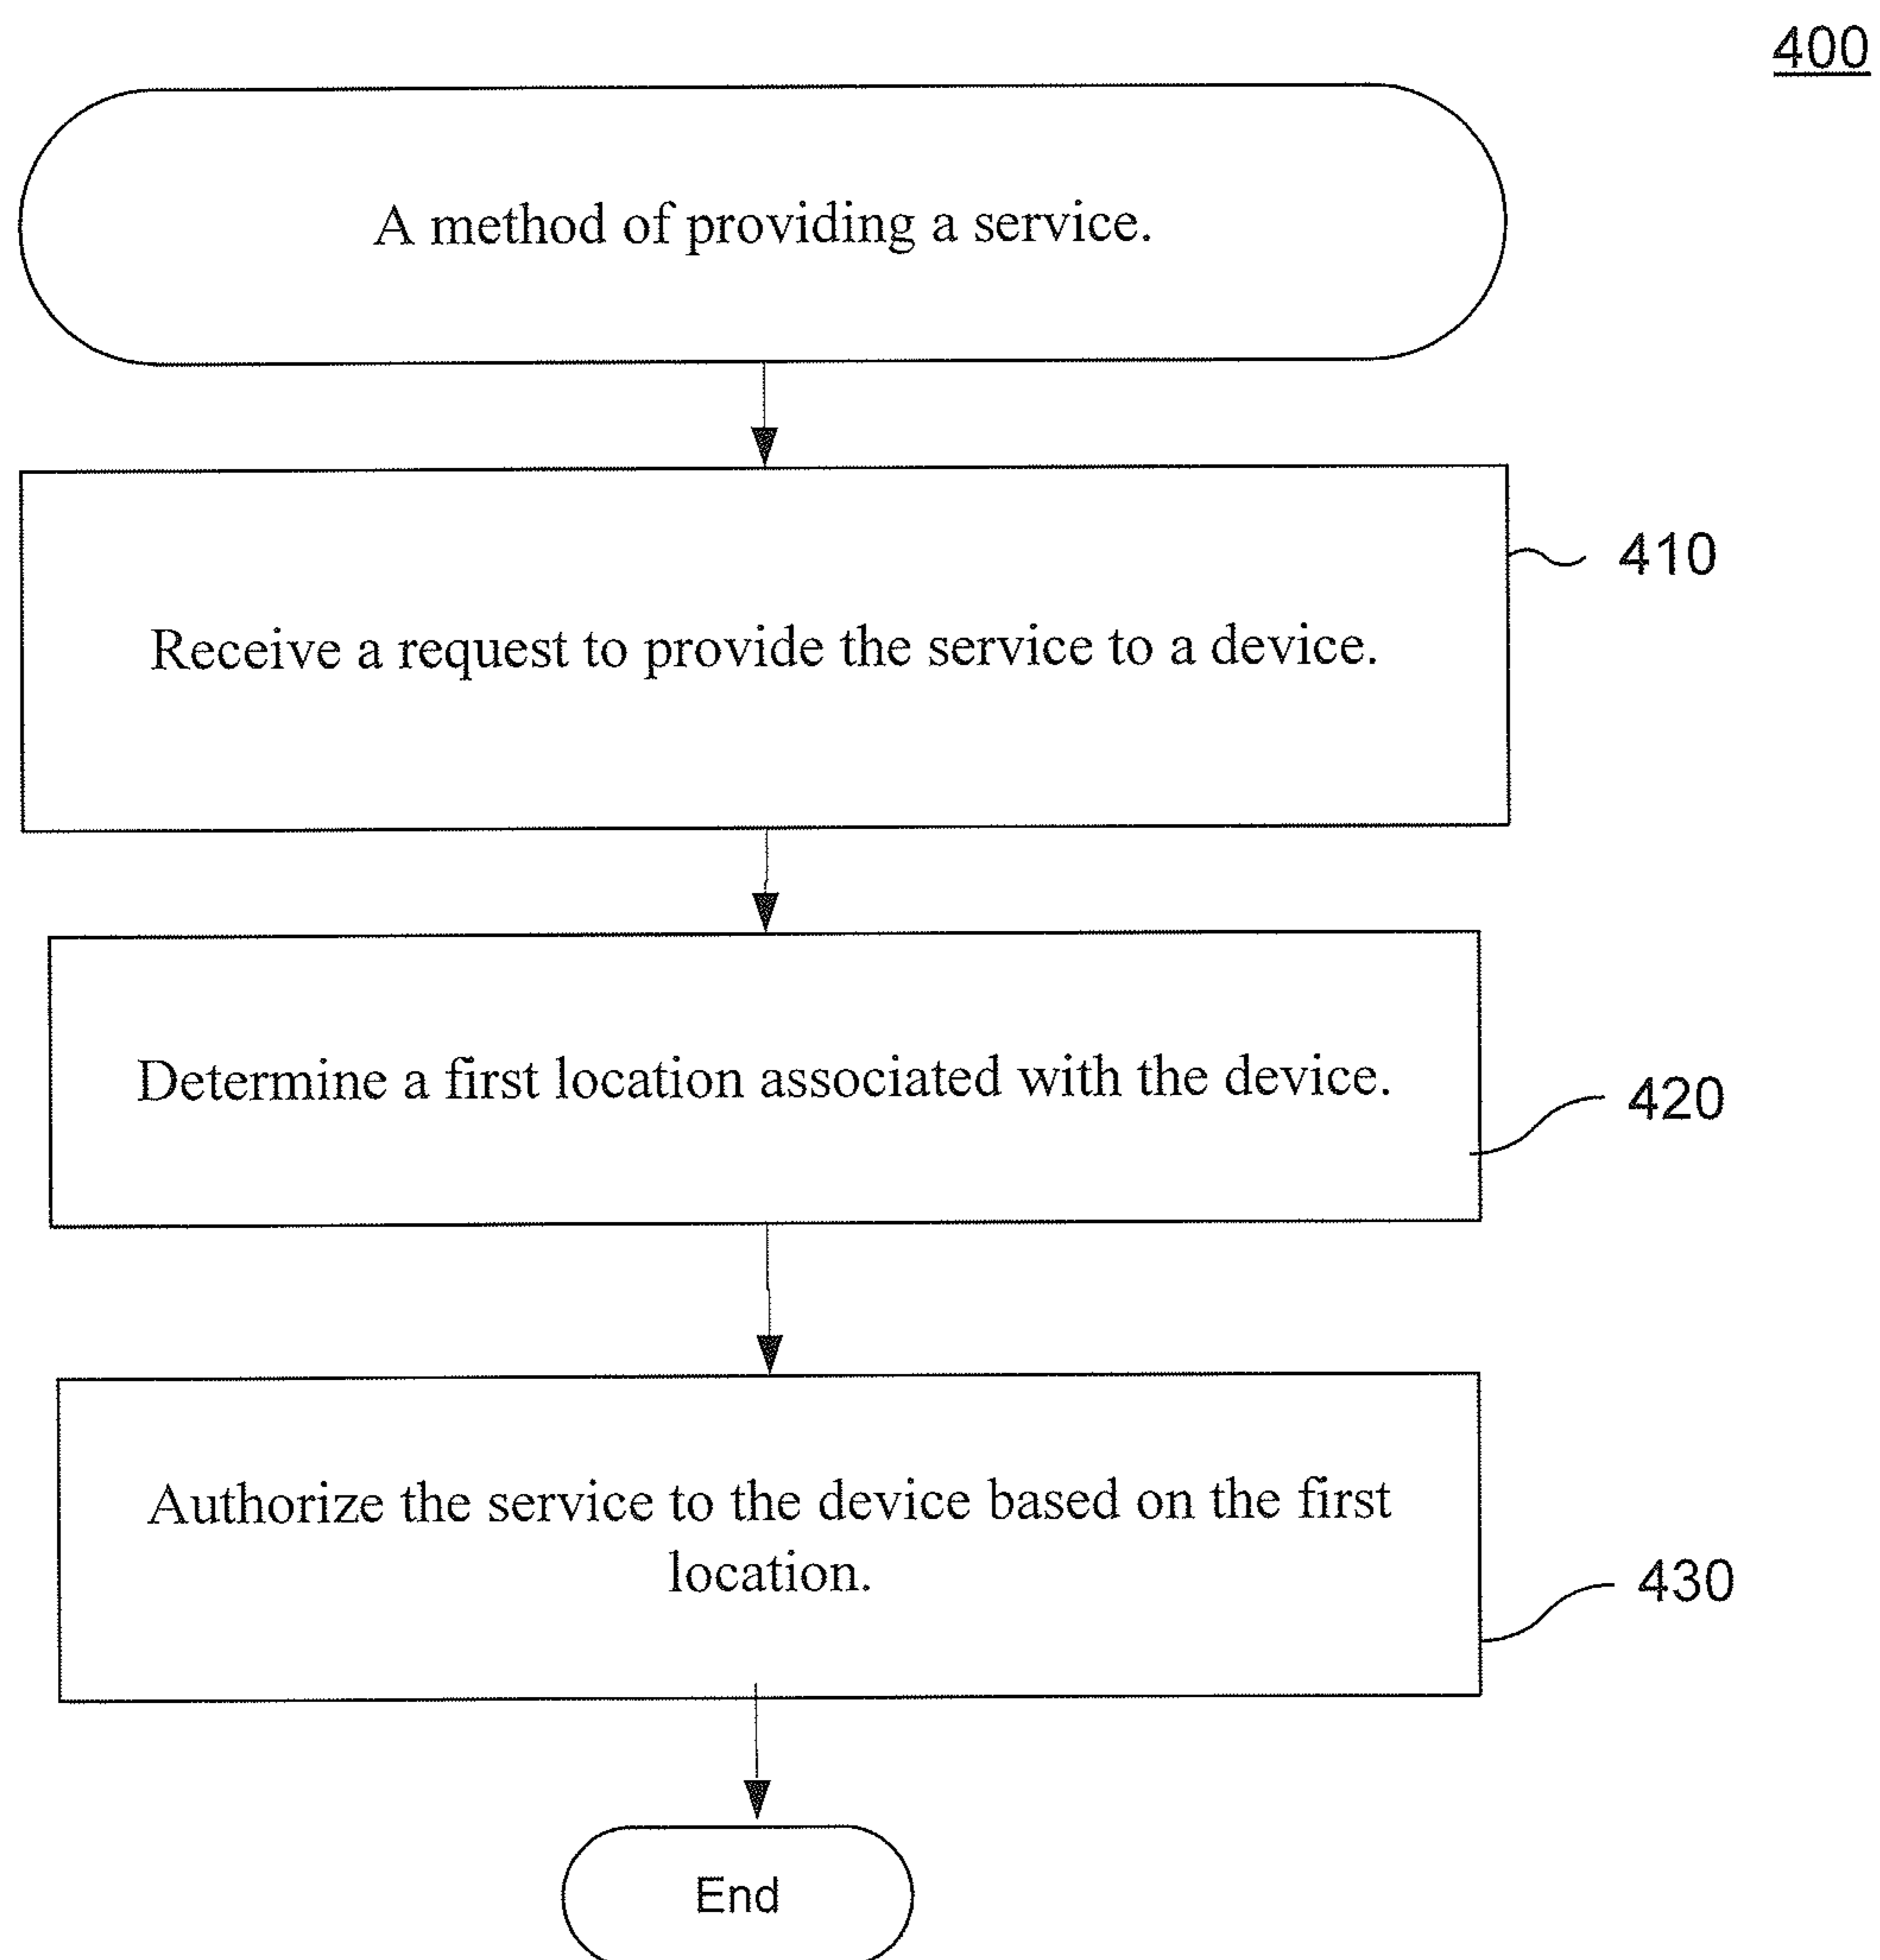 400
A method of providing a service.
Receive a request to provide the service to a device.
410
Determine a first location associated with the device.
420
Authorize the service to the device based on the first
location.
430
End